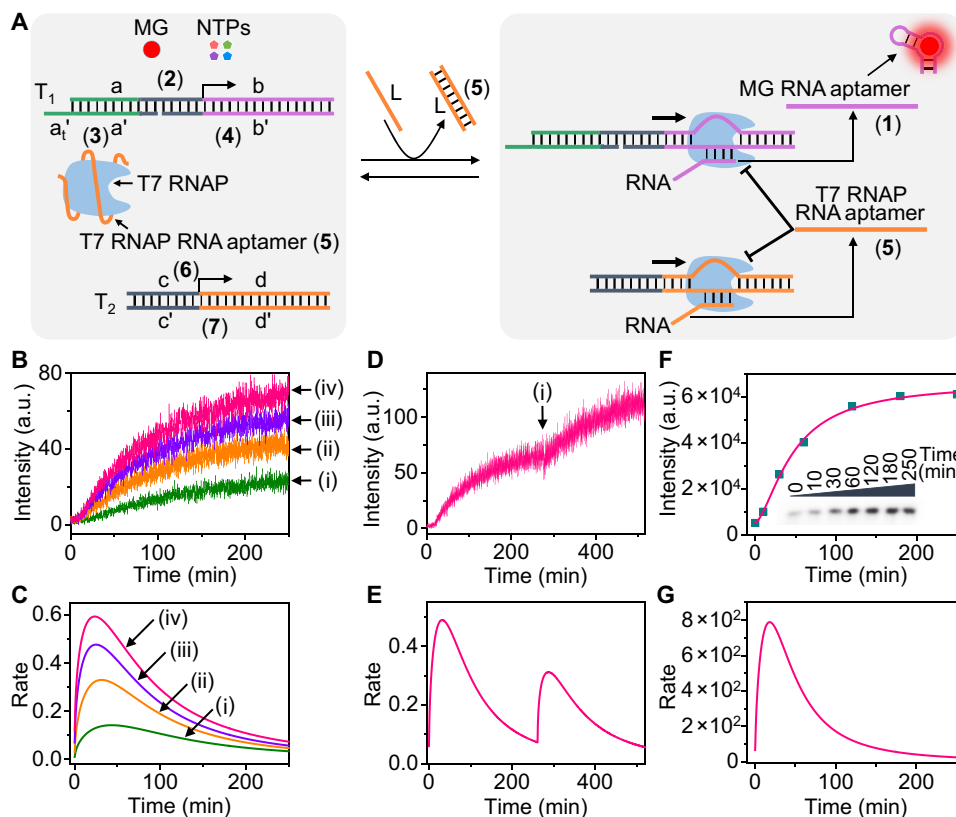 A
MG NTPs
T1 a (2) b
at' a' (3) (4) b'
T7 RNAP
T7 RNAP RNA aptamer (5)
(6)
c d
T2
c' (7) d'
L L (5)
MG RNA aptamer
(1)
RNA
T7 RNAP
RNA aptamer
(5)
RNA
B
Intensity (a.u.)
80
40
0
(iv)
(iii)
(ii)
(i)
0 100 200
Time (min)
D
Intensity (a.u.)
100
50
0
(i)
0 200 400
Time (min)
F
Intensity (a.u.)
6×10⁴
4×10⁴
2×10⁴
0
0 10 30 60 120 180 250
Time
(min)
0 100 200
Time (min)
C
Rate
0.6
0.4
0.2
0.0
(iv)
(iii)
(ii)
(i)
0 100 200
Time (min)
E
Rate
0.4
0.2
0.0
0 200 400
Time (min)
G
Rate
8×10²
6×10²
4×10²
2×10²
0
0 100 200
Time (min)